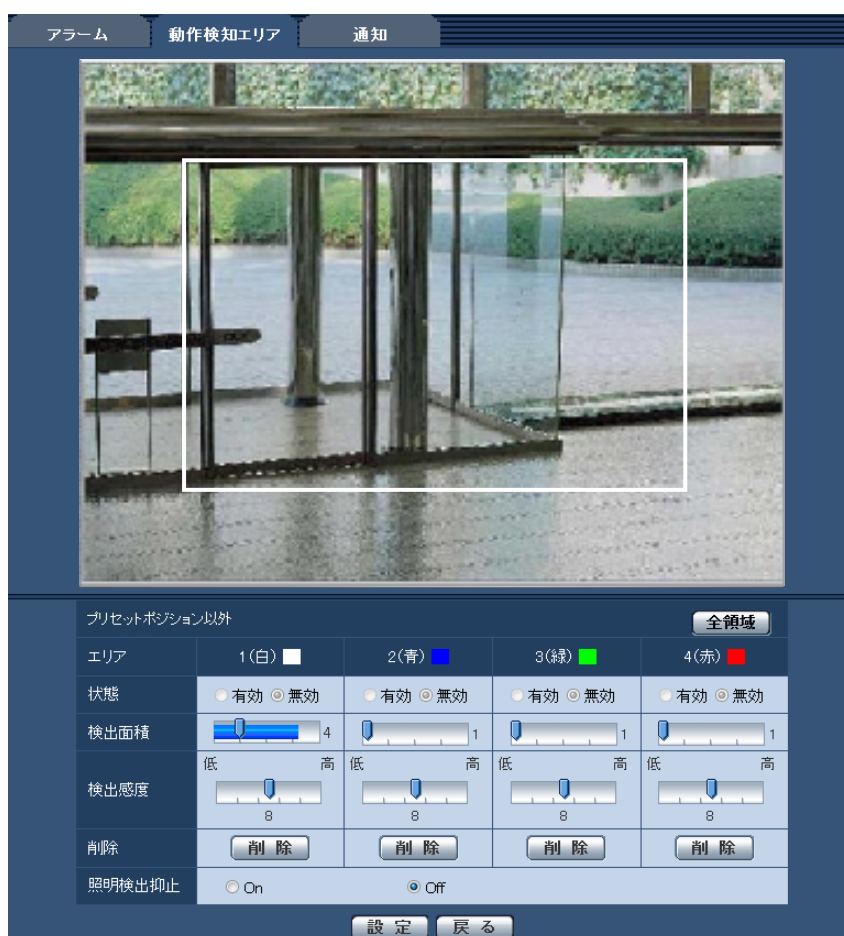 アラーム 動作検知エリア 通知
プリセットポジション以外 全領域
エリア 1(白) 2(青) 3(緑) 4(赤)
状態 有効 無効 有効 無効 有効 無効 有効 無効
検出面積 4 1 1 1
低 高 低 高 低 高 低 高
検出感度
8 8 8 8
削除 削除 削除 削除 削除
照明検出抑止 On Off
設定 戻る